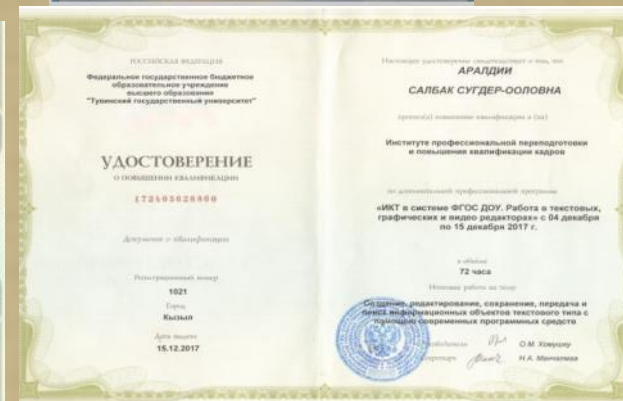 РОССИЙСКАЯ ФЕДЕРАЦИЯ
Федеральное государственное бюджетное
образовательное учреждение
высшего образования
"Тувинский государственный университет"
УДОСТОВЕРЕНИЕ
О ПОВЫШЕНИИ КВАЛИФИКАЦИИ
Документ о квалификации
Регистрационный номер
1021
Город
Кызыл
Дата выдачи
15.12.2017
Настоящее удостоверение свидетельствует о том, что
АРАЛДИИ
САЛБАК СУГДЕР-ООЛОВНА
прошел(а) повышение квалификации в (на)
Институте профессиональной переподготовки
и повышения квалификации кадров
по дополнительной профессиональной программе
«ИКТ в системе ФГОС ДОУ. Работа в текстовых,
графических и видео редакторах» с 04 декабря
по 15 декабря 2017 г.
в объёме
72 часа
Итоговая работа на тему
Создание, редактирование, сохранение, передача и
поиск информационных объектов текстового типа с
помощью современных программных средств
Руководитель О.М. Ховушку
Секретарь Н.А.